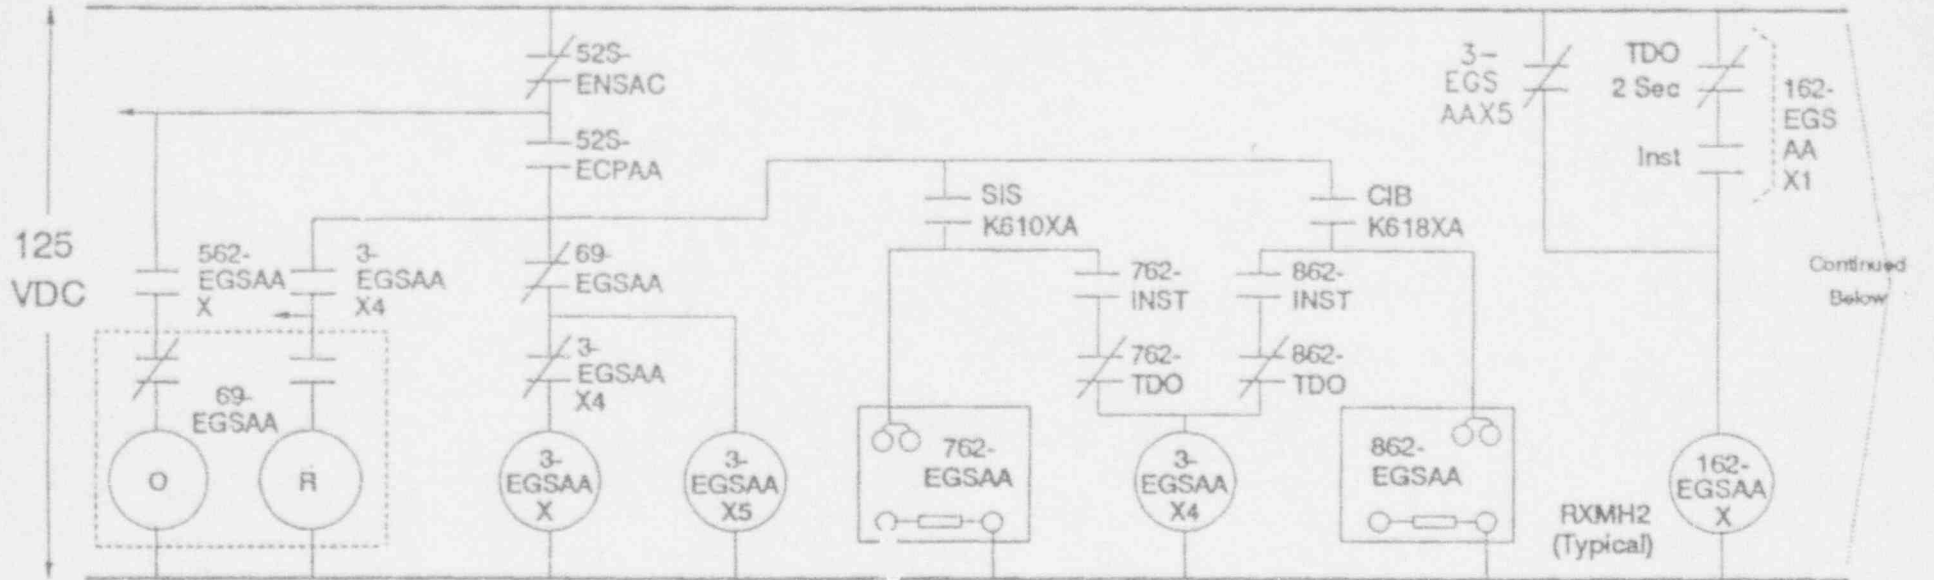 125
VDC
52S-
ENSAC
52S-
ECPAA
562-
EGSAA
X
3-
EGSAA
X4
69-
EGSAA
O
R
69-
EGSAA
3-
EGSAA
X4
3-
EGSAA
X
3-
EGSAA
X5
SIS
K610XA
CIB
K618XA
762-
INST
862-
INST
762-
TDO
862-
TDO
762-
EGSAA
3-
EGSAA
X4
862-
EGSAA
3-
EGS
AAX5
TDO
2 Sec
Inst
162-
EGS
AA
X1
Continued
Below
RXMH2
(Typical)
162-
EGSAA
X